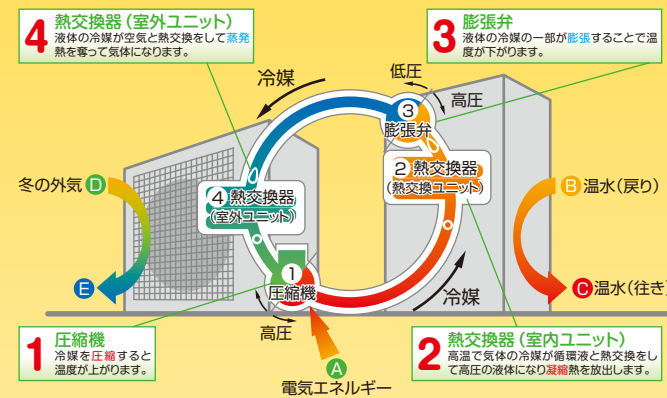 4 熱交換器(室外ユニット)
液体の冷媒が空気と熱交換をして蒸発
熱を奪って気体になります。
3 膨張弁
液体の冷媒の一部が膨張することで温
度が下がります。
冷媒
低圧
高圧
3
膨張弁
2 熱交換器
(熱交換ユニット)
冬の外気 D
B 温水(戻り)
4 熱交換器
(室外ユニット)
E
1
圧縮機
冷媒
C 温水(往き)
高圧
1 圧縮機
冷媒を圧縮すると
温度が上がります。
A
電気エネルギー
2 熱交換器(室内ユニット)
高温で気体の冷媒が循環液と熱交換をし
て高圧の液体になり凝縮熱を放出します。